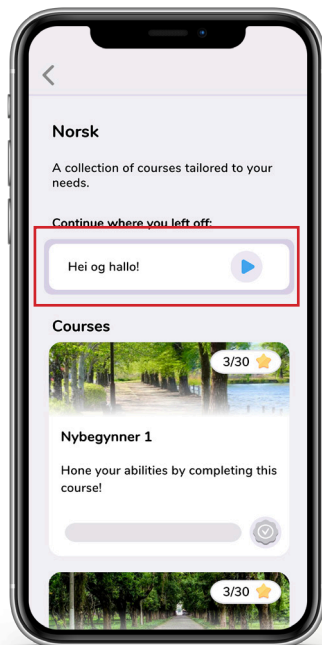 Norsk
A collection of courses tailored to your
needs.
Continue where you left off:
Hei og hallo!
Courses
3/30
Nybegynner 1
Hone your abilities by completing this
course!
3/30